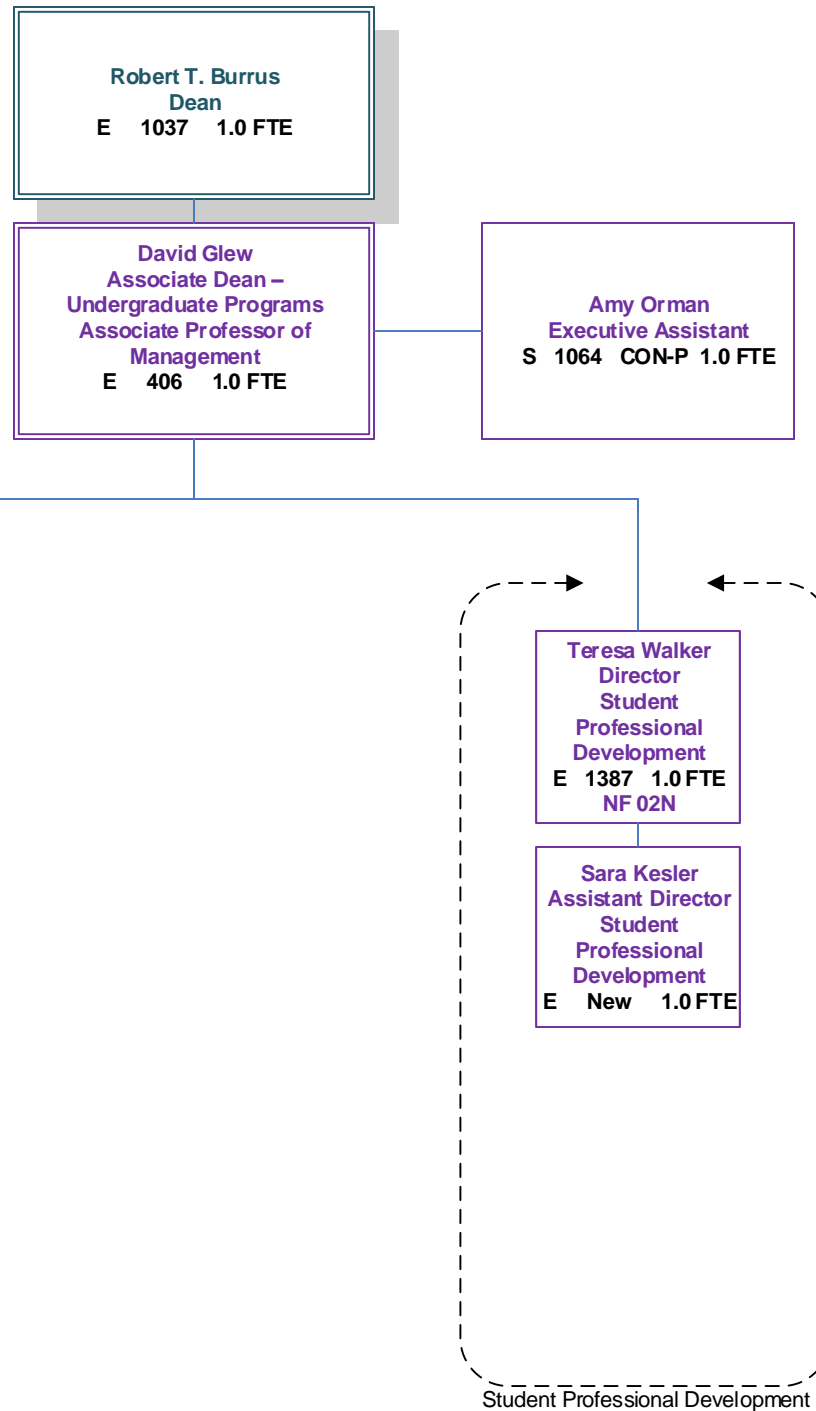 Robert T. Burrus
Dean
E 1037 1.0 FTE
David Glew
Associate Dean –
Undergraduate Programs
Associate Professor of
Management
E 406 1.0 FTE
Amy Orman
Executive Assistant
S 1064 CON-P 1.0 FTE
Teresa Walker
Director
Student
Professional
Development
E 1387 1.0 FTE
NF 02N
Sara Kesler
Assistant Director
Student
Professional
Development
E New 1.0 FTE
Student Professional Development